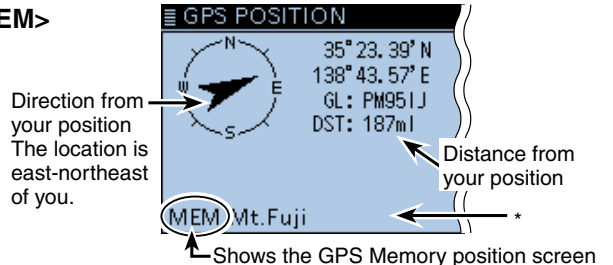 EM>
≣ GPS POSITION
N
W
E
S
35°23.39' N
138°43.57' E
GL: PM95IJ
DST: 187ml
Direction from
your position
The location is
east-northeast
of you.
Distance from
your position
MEM Mt.Fuji
*
Shows the GPS Memory position screen